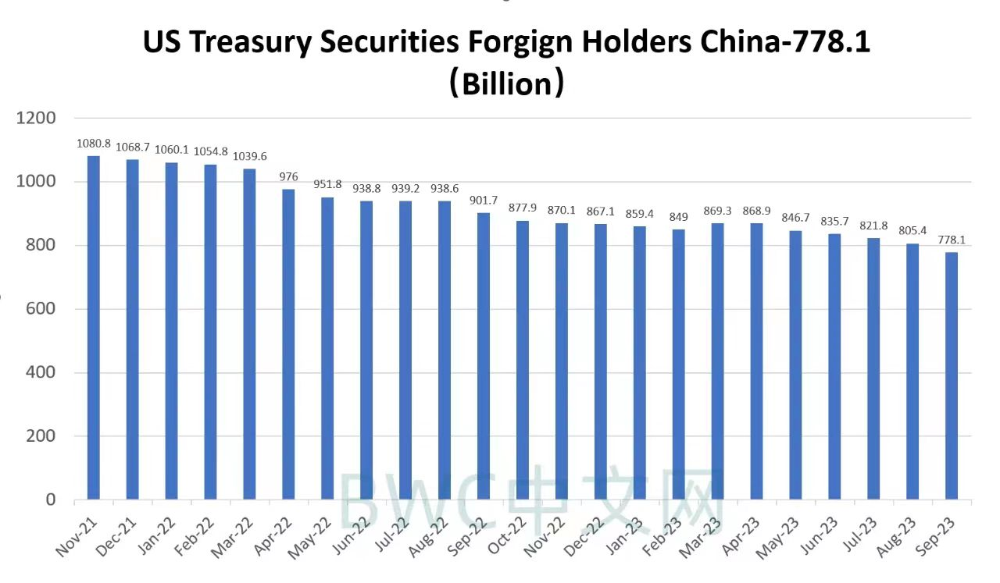 US Treasury Securities Forgign Holders China-778.1
（Billion）
1200
1000
800
600
400
200
0
1080.8 1068.7 1060.1 1054.8 1039.6 976 951.8 938.8 939.2 938.6 901.7 877.9 870.1 867.1 859.4 849 869.3 868.9 846.7 835.7 821.8 805.4 778.1
BWC中文网
Nov-21 Dec-21 Jan-22 Feb-22 Mar-22 Apr-22 May-22 Jun-22 Jul-22 Aug-22 Sep-22 Oct-22 Nov-22 Dec-22 Jan-23 Feb-23 Mar-23 Apr-23 May-23 Jun-23 Jul-23 Aug-23 Sep-23